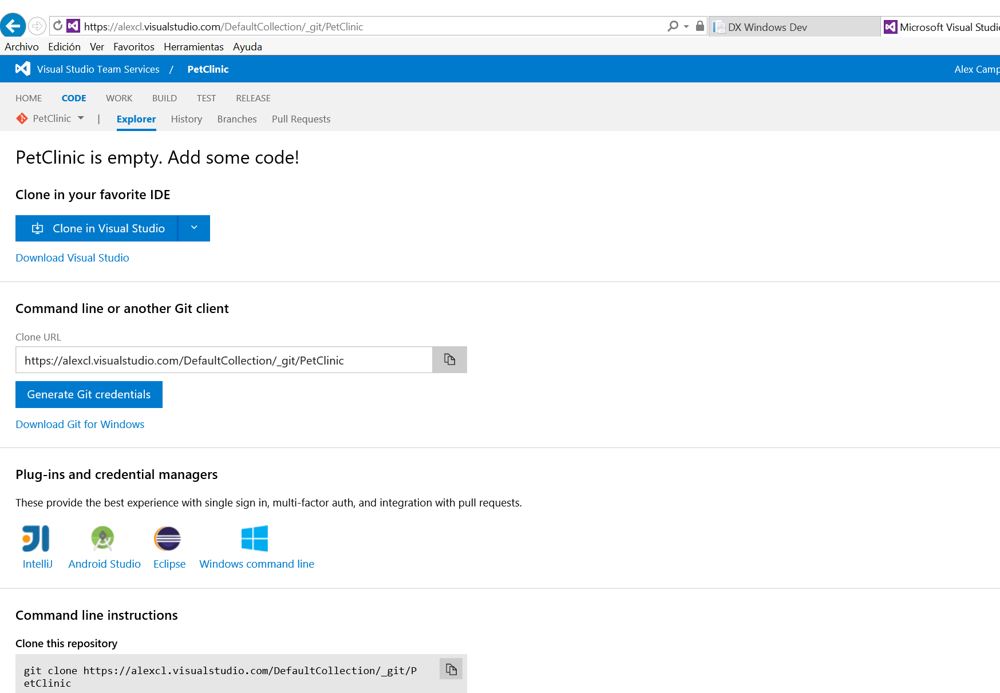 https://alexcl.visualstudio.com/DefaultCollection/_git/PetClinic
DX Windows Dev
Microsoft Visual Studi
Archivo Edición Ver Favoritos Herramientas Ayuda
Visual Studio Team Services / PetClinic
Alex Camp
HOME CODE WORK BUILD TEST RELEASE
PetClinic | Explorer History Branches Pull Requests
PetClinic is empty. Add some code!
Clone in your favorite IDE
Clone in Visual Studio
Download Visual Studio
Command line or another Git client
Clone URL
https://alexcl.visualstudio.com/DefaultCollection/_git/PetClinic
Generate Git credentials
Download Git for Windows
Plug-ins and credential managers
These provide the best experience with single sign in, multi-factor auth, and integration with pull requests.
IntelliJ Android Studio Eclipse Windows command line
Command line instructions
Clone this repository
git clone https://alexcl.visualstudio.com/DefaultCollection/_git/P
etClinic